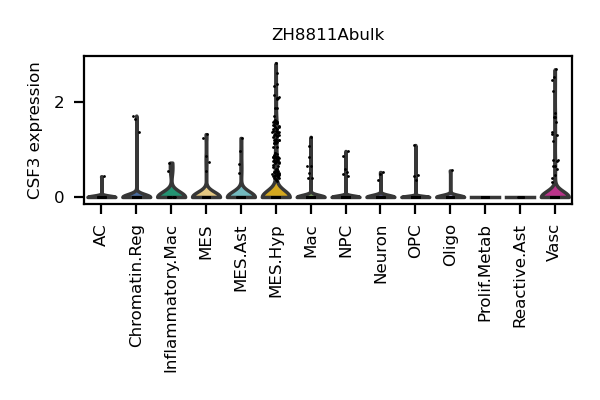 ZH8811Abulk
CSF3 expression
2
0
AC
Chromatin.Reg
Inflammatory.Mac
MES
MES.Ast
MES.Hyp
Mac
NPC
Neuron
OPC
Oligo
Prolif.Metab
Reactive.Ast
Vasc